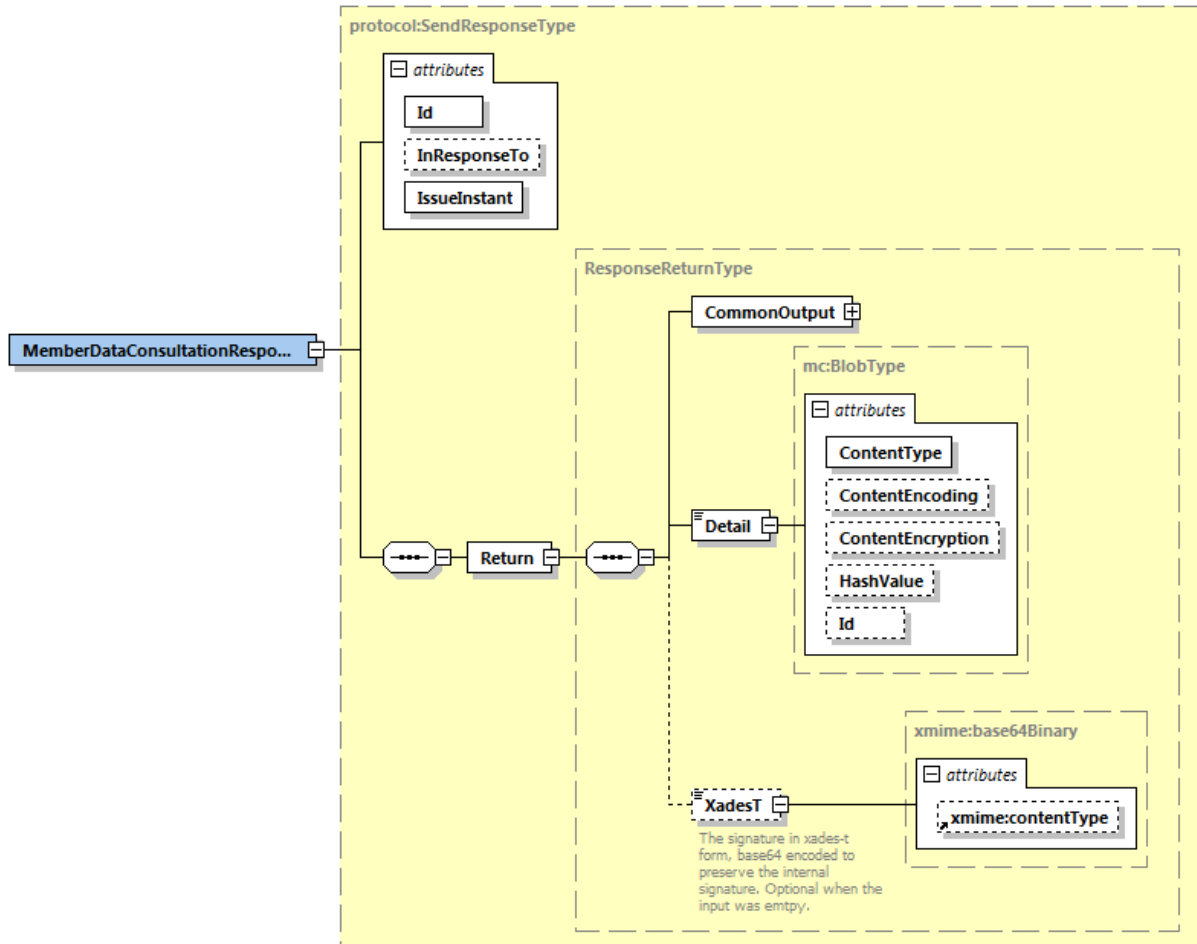 protocol:SendResponseType
attributes
Id
InResponseTo
IssueInstant
MemberDataConsultationRespo...
ResponseReturnType
CommonOutput
mc:BlobType
attributes
ContentType
ContentEncoding
ContentEncryption
HashValue
Id
Detail
Return
xmime:base64Binary
attributes
xmime:contentType
XadesT
The signature in xades-t
form, base64 encoded to
preserve the internal
signature. Optional when the
input was emtpy.